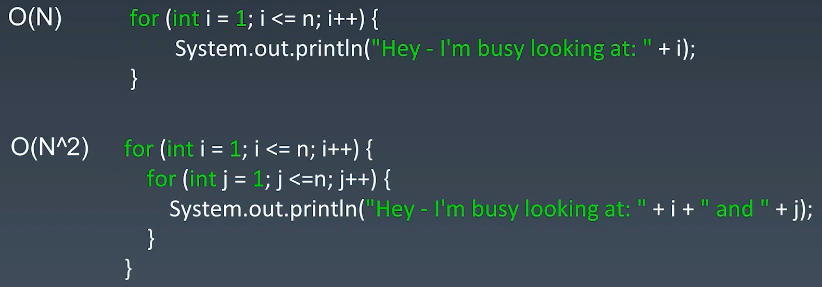 O(N) for (int i = 1; i <= n; i++) {
System.out.println("Hey - I'm busy looking at: " + i);
}
O(N^2) for (int i = 1; i <= n; i++) {
for (int j = 1; j <=n; j++) {
System.out.println("Hey - I'm busy looking at: " + i + " and " + j);
}
}